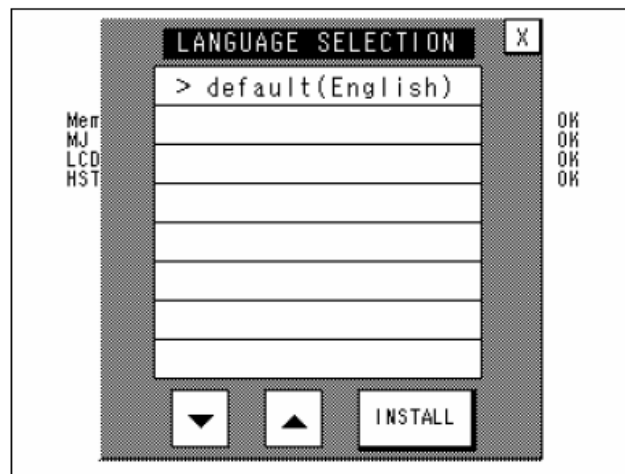 LANGUAGE SELECTION X
> default(English)
Mem OK
MJ OK
LCD OK
HST OK
INSTALL